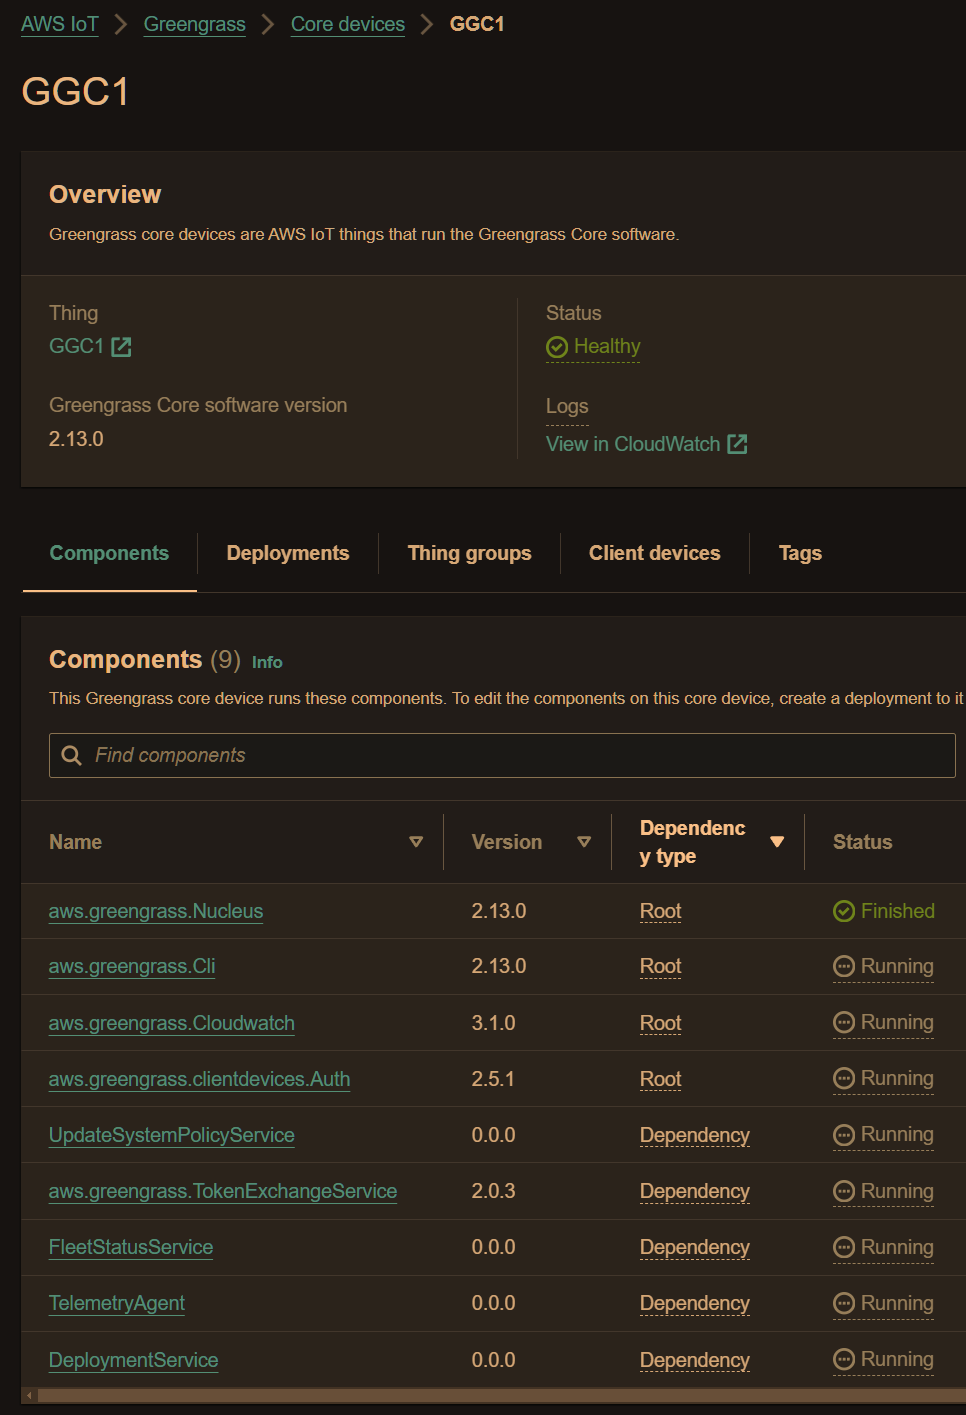 AWS IoT > Greengrass > Core devices > GGC1
GGC1
Overview
Greengrass core devices are AWS IoT things that run the Greengrass Core software.
Thing
GGC1
Status
Healthy
Greengrass Core software version
2.13.0
Logs
View in CloudWatch
Components Deployments Thing groups Client devices Tags
Components (9) Info
This Greengrass core device runs these components. To edit the components on this core device, create a deployment to it
Find components
Name Version Dependenc
y type Status
aws.greengrass.Nucleus 2.13.0 Root Finished
aws.greengrass.Cli 2.13.0 Root Running
aws.greengrass.Cloudwatch 3.1.0 Root Running
aws.greengrass.clientdevices.Auth 2.5.1 Root Running
UpdateSystemPolicyService 0.0.0 Dependency Running
aws.greengrass.TokenExchangeService 2.0.3 Dependency Running
FleetStatusService 0.0.0 Dependency Running
TelemetryAgent 0.0.0 Dependency Running
DeploymentService 0.0.0 Dependency Running